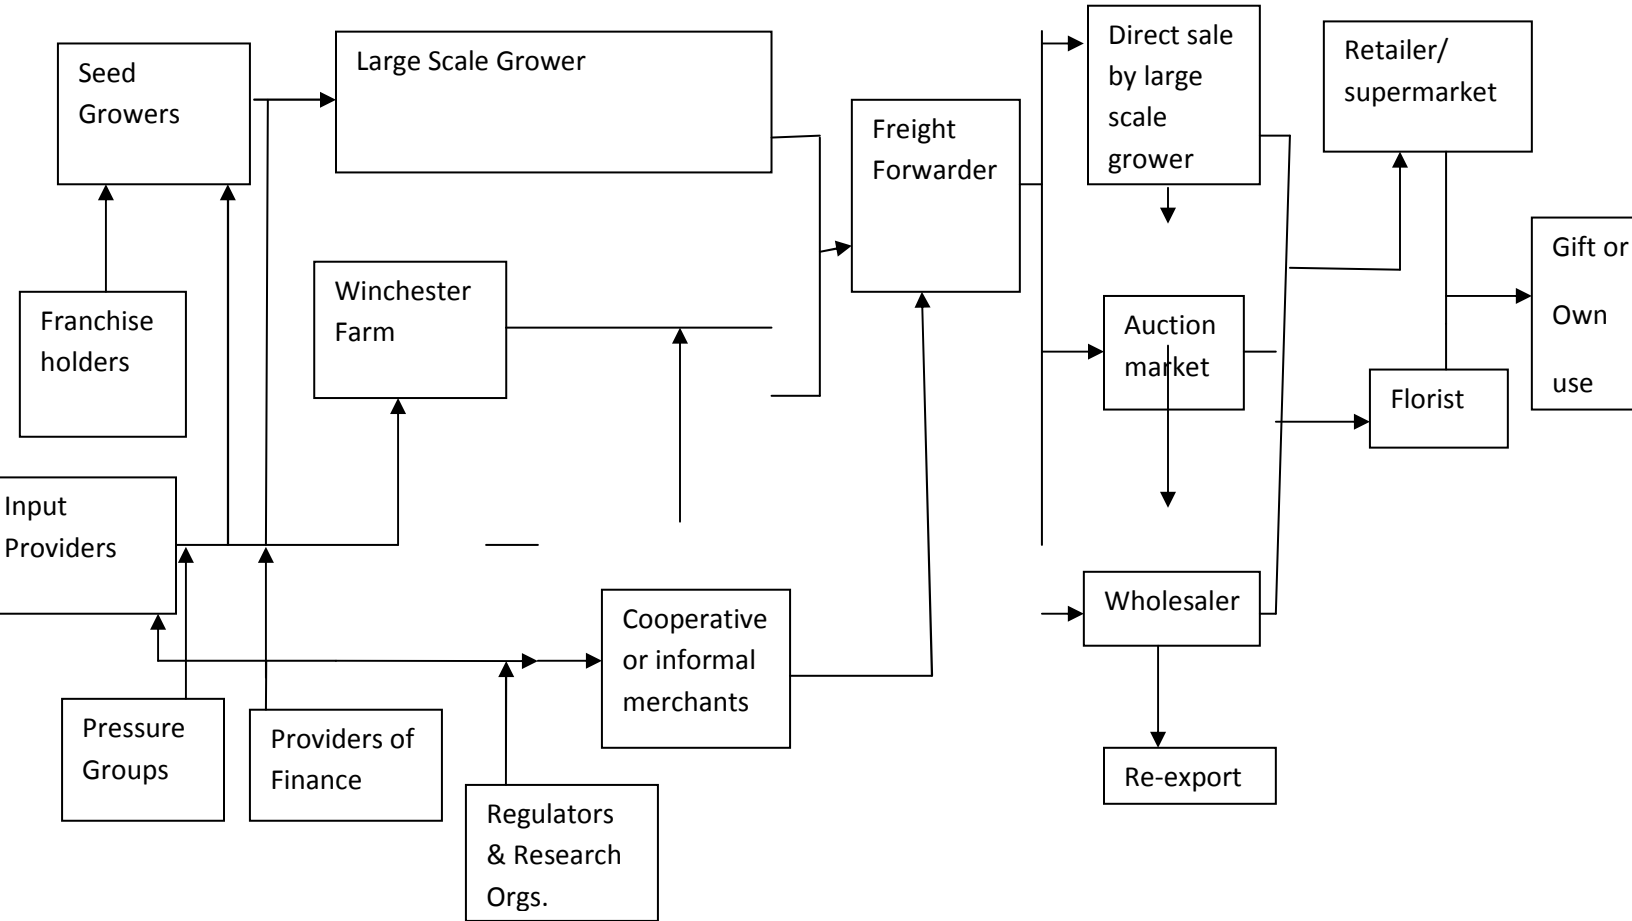 Seed
Growers
Large Scale Grower
Freight
Forwarder
Direct sale
by large
scale
grower
Retailer/
supermarket
Franchise
holders
Winchester
Farm
Auction
market
Florist
Gift or
Own
use
Input
Providers
Cooperative
or informal
merchants
Wholesaler
Pressure
Groups
Providers of
Finance
Regulators
& Research
Orgs.
Re-export